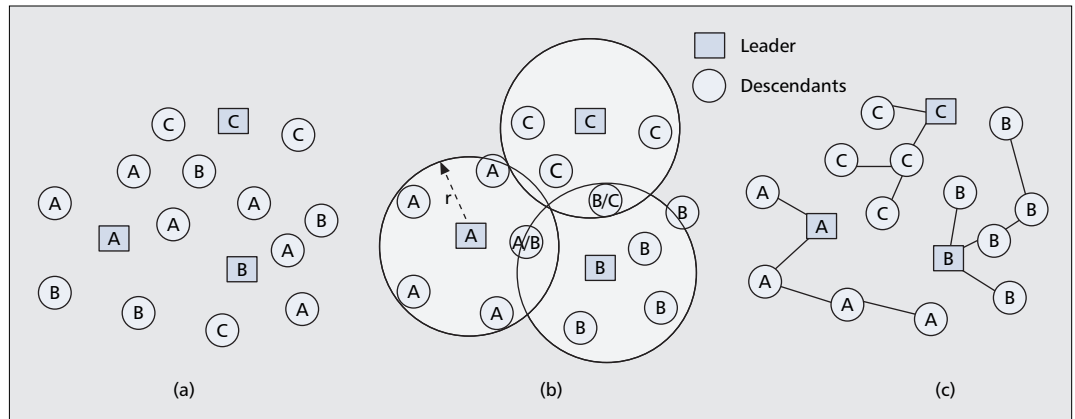 Leader
Descendants
C C C
A B
A A B
A A A
B
B B A
C
(a)
C C C
A C
A r B/C B
A A/B B
B
A A B B
(b)
C C B
C C B
A C B
A B B
A A A B
(c)